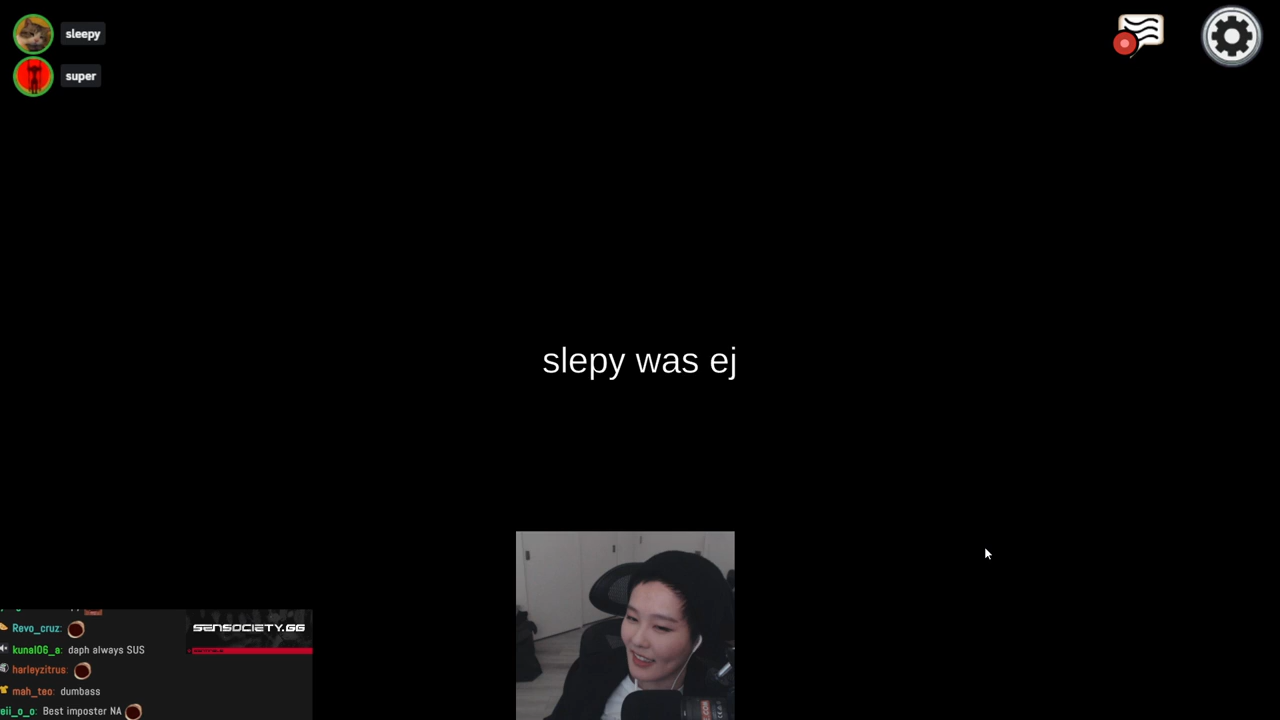 sleepy
super
slepy was ej
Revo_cruz:
kunal06_a: daph always SUS
harleyzitrus:
mah_teo: dumbass
eii_o_o: Best imposter NA
SENSOCIETY.GG